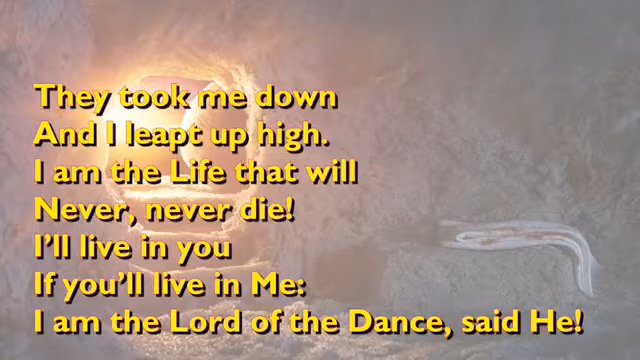 They took me down
And I leapt up high.
I am the Life that will
Never, never die!
I’ll live in you
If you’ll live in Me:
I am the Lord of the Dance, said He!